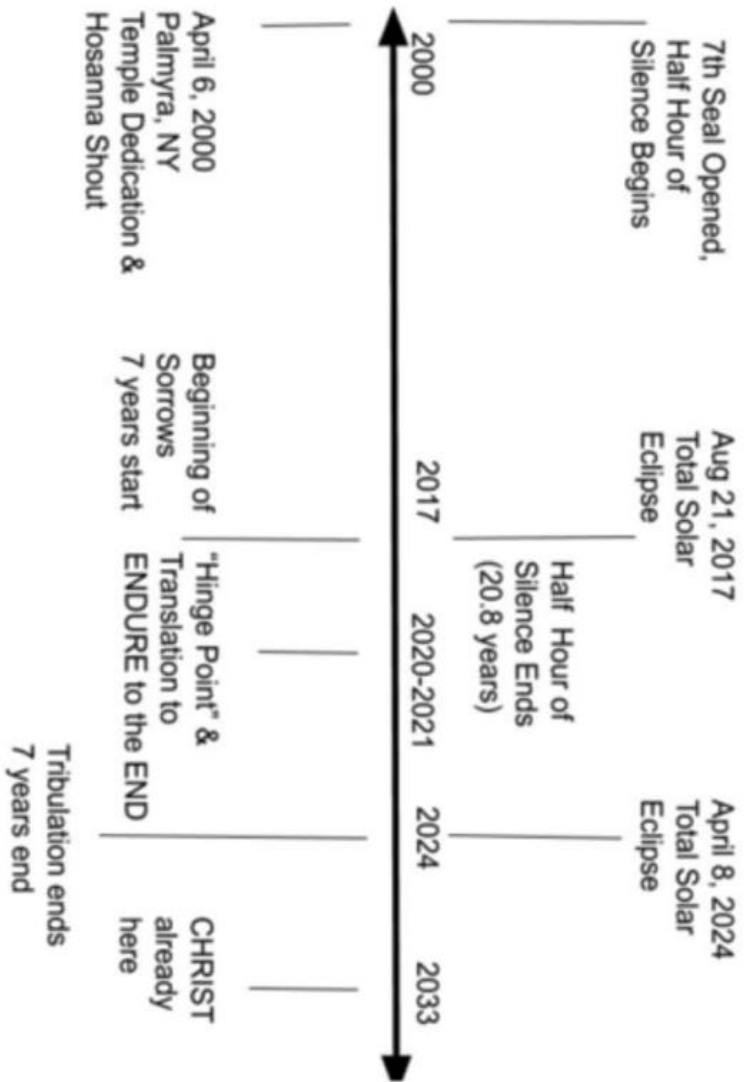 7th Seal Opened,
Half Hour of
Silence Begins
Aug 21, 2017
Total Solar
Eclipse
Half Hour of
Silence Ends
(20.8 years)
April 8, 2024
Total Solar
Eclipse
2000
2017
2020-2021
2024
2033
April 6, 2000
Palmyra, NY
Temple Dedication &
Hosanna Shout
Beginning of
Sorrows
7 years start
"Hinge Point" &
Translation to
ENDURE to the END
Tribulation ends
7 years end
CHRIST
already
here